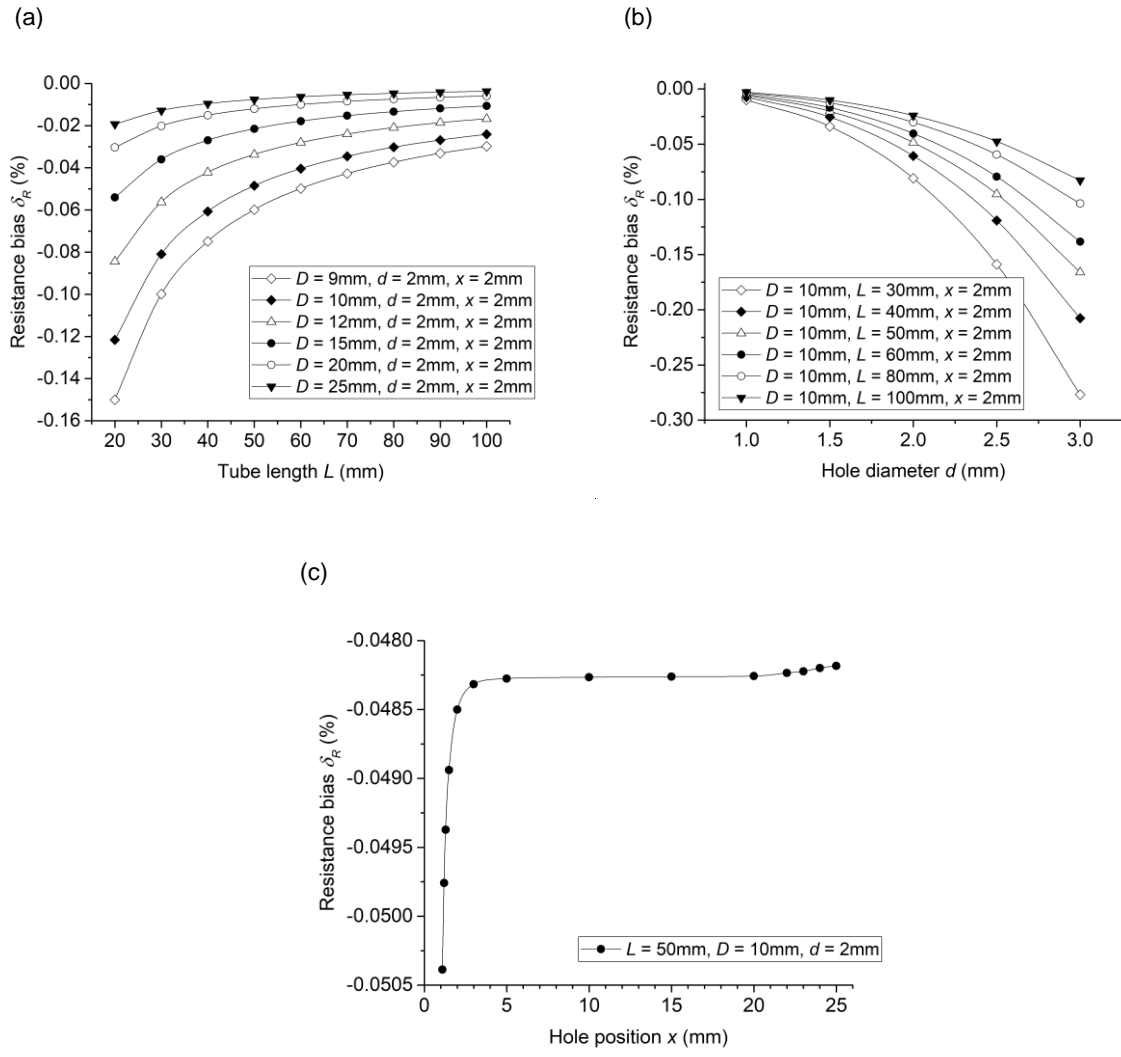 (a)
0.00
-0.02
-0.04
-0.06
-0.08
-0.10
-0.12
-0.14
-0.16
Resistance bias δR (%)
D = 9mm, d = 2mm, x = 2mm
D = 10mm, d = 2mm, x = 2mm
D = 12mm, d = 2mm, x = 2mm
D = 15mm, d = 2mm, x = 2mm
D = 20mm, d = 2mm, x = 2mm
D = 25mm, d = 2mm, x = 2mm
20 30 40 50 60 70 80 90 100
Tube length L (mm)
(b)
0.00
-0.05
-0.10
-0.15
-0.20
-0.25
-0.30
Resistance bias δR (%)
D = 10mm, L = 30mm, x = 2mm
D = 10mm, L = 40mm, x = 2mm
D = 10mm, L = 50mm, x = 2mm
D = 10mm, L = 60mm, x = 2mm
D = 10mm, L = 80mm, x = 2mm
D = 10mm, L = 100mm, x = 2mm
1.0 1.5 2.0 2.5 3.0
Hole diameter d (mm)
(c)
-0.0480
-0.0485
-0.0490
-0.0495
-0.0500
-0.0505
Resistance bias δR (%)
L = 50mm, D = 10mm, d = 2mm
0 5 10 15 20 25
Hole position x (mm)